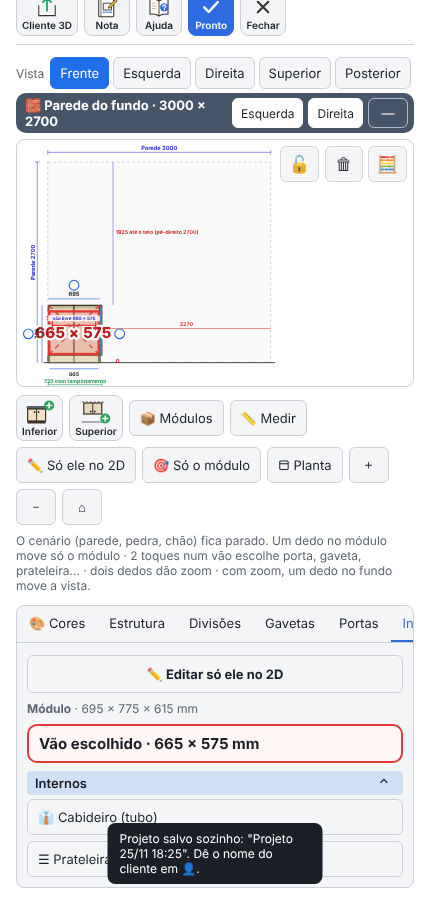 Cliente 3D Nota Ajuda Pronto Fechar
Vista Frente Esquerda Direita Superior Posterior
🧱 Parede do fundo · 3000 ×
2700
Esquerda Direita —
Parede 3000
Parede 2700
1925 até o teto (pé-direito 2700)
695
vão livre 665 × 575
665 × 575
2270
0
665
725 com tamponamento
Inferior Superior 📦 Módulos 📏 Medir
✏️ Só ele no 2D 🎯 Só o módulo Planta +
− ⌂
O cenário (parede, pedra, chão) fica parado. Um dedo no módulo
move só o módulo · 2 toques num vão escolhe porta, gaveta,
prateleira... · dois dedos dão zoom · com zoom, um dedo no fundo
move a vista.
🎨 Cores Estrutura Divisões Gavetas Portas In
✏️ Editar só ele no 2D
Módulo · 695 × 775 × 615 mm
Vão escolhido · 665 × 575 mm
Internos
👔 Cabideiro (tubo)
☰ Prateleira
Projeto salvo sozinho: "Projeto
25/11 18:25". Dê o nome do
cliente em 👤.